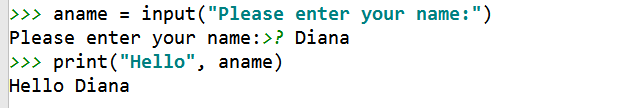 >>> aname = input("Please enter your name:")
Please enter your name:>? Diana
>>> print("Hello", aname)
Hello Diana